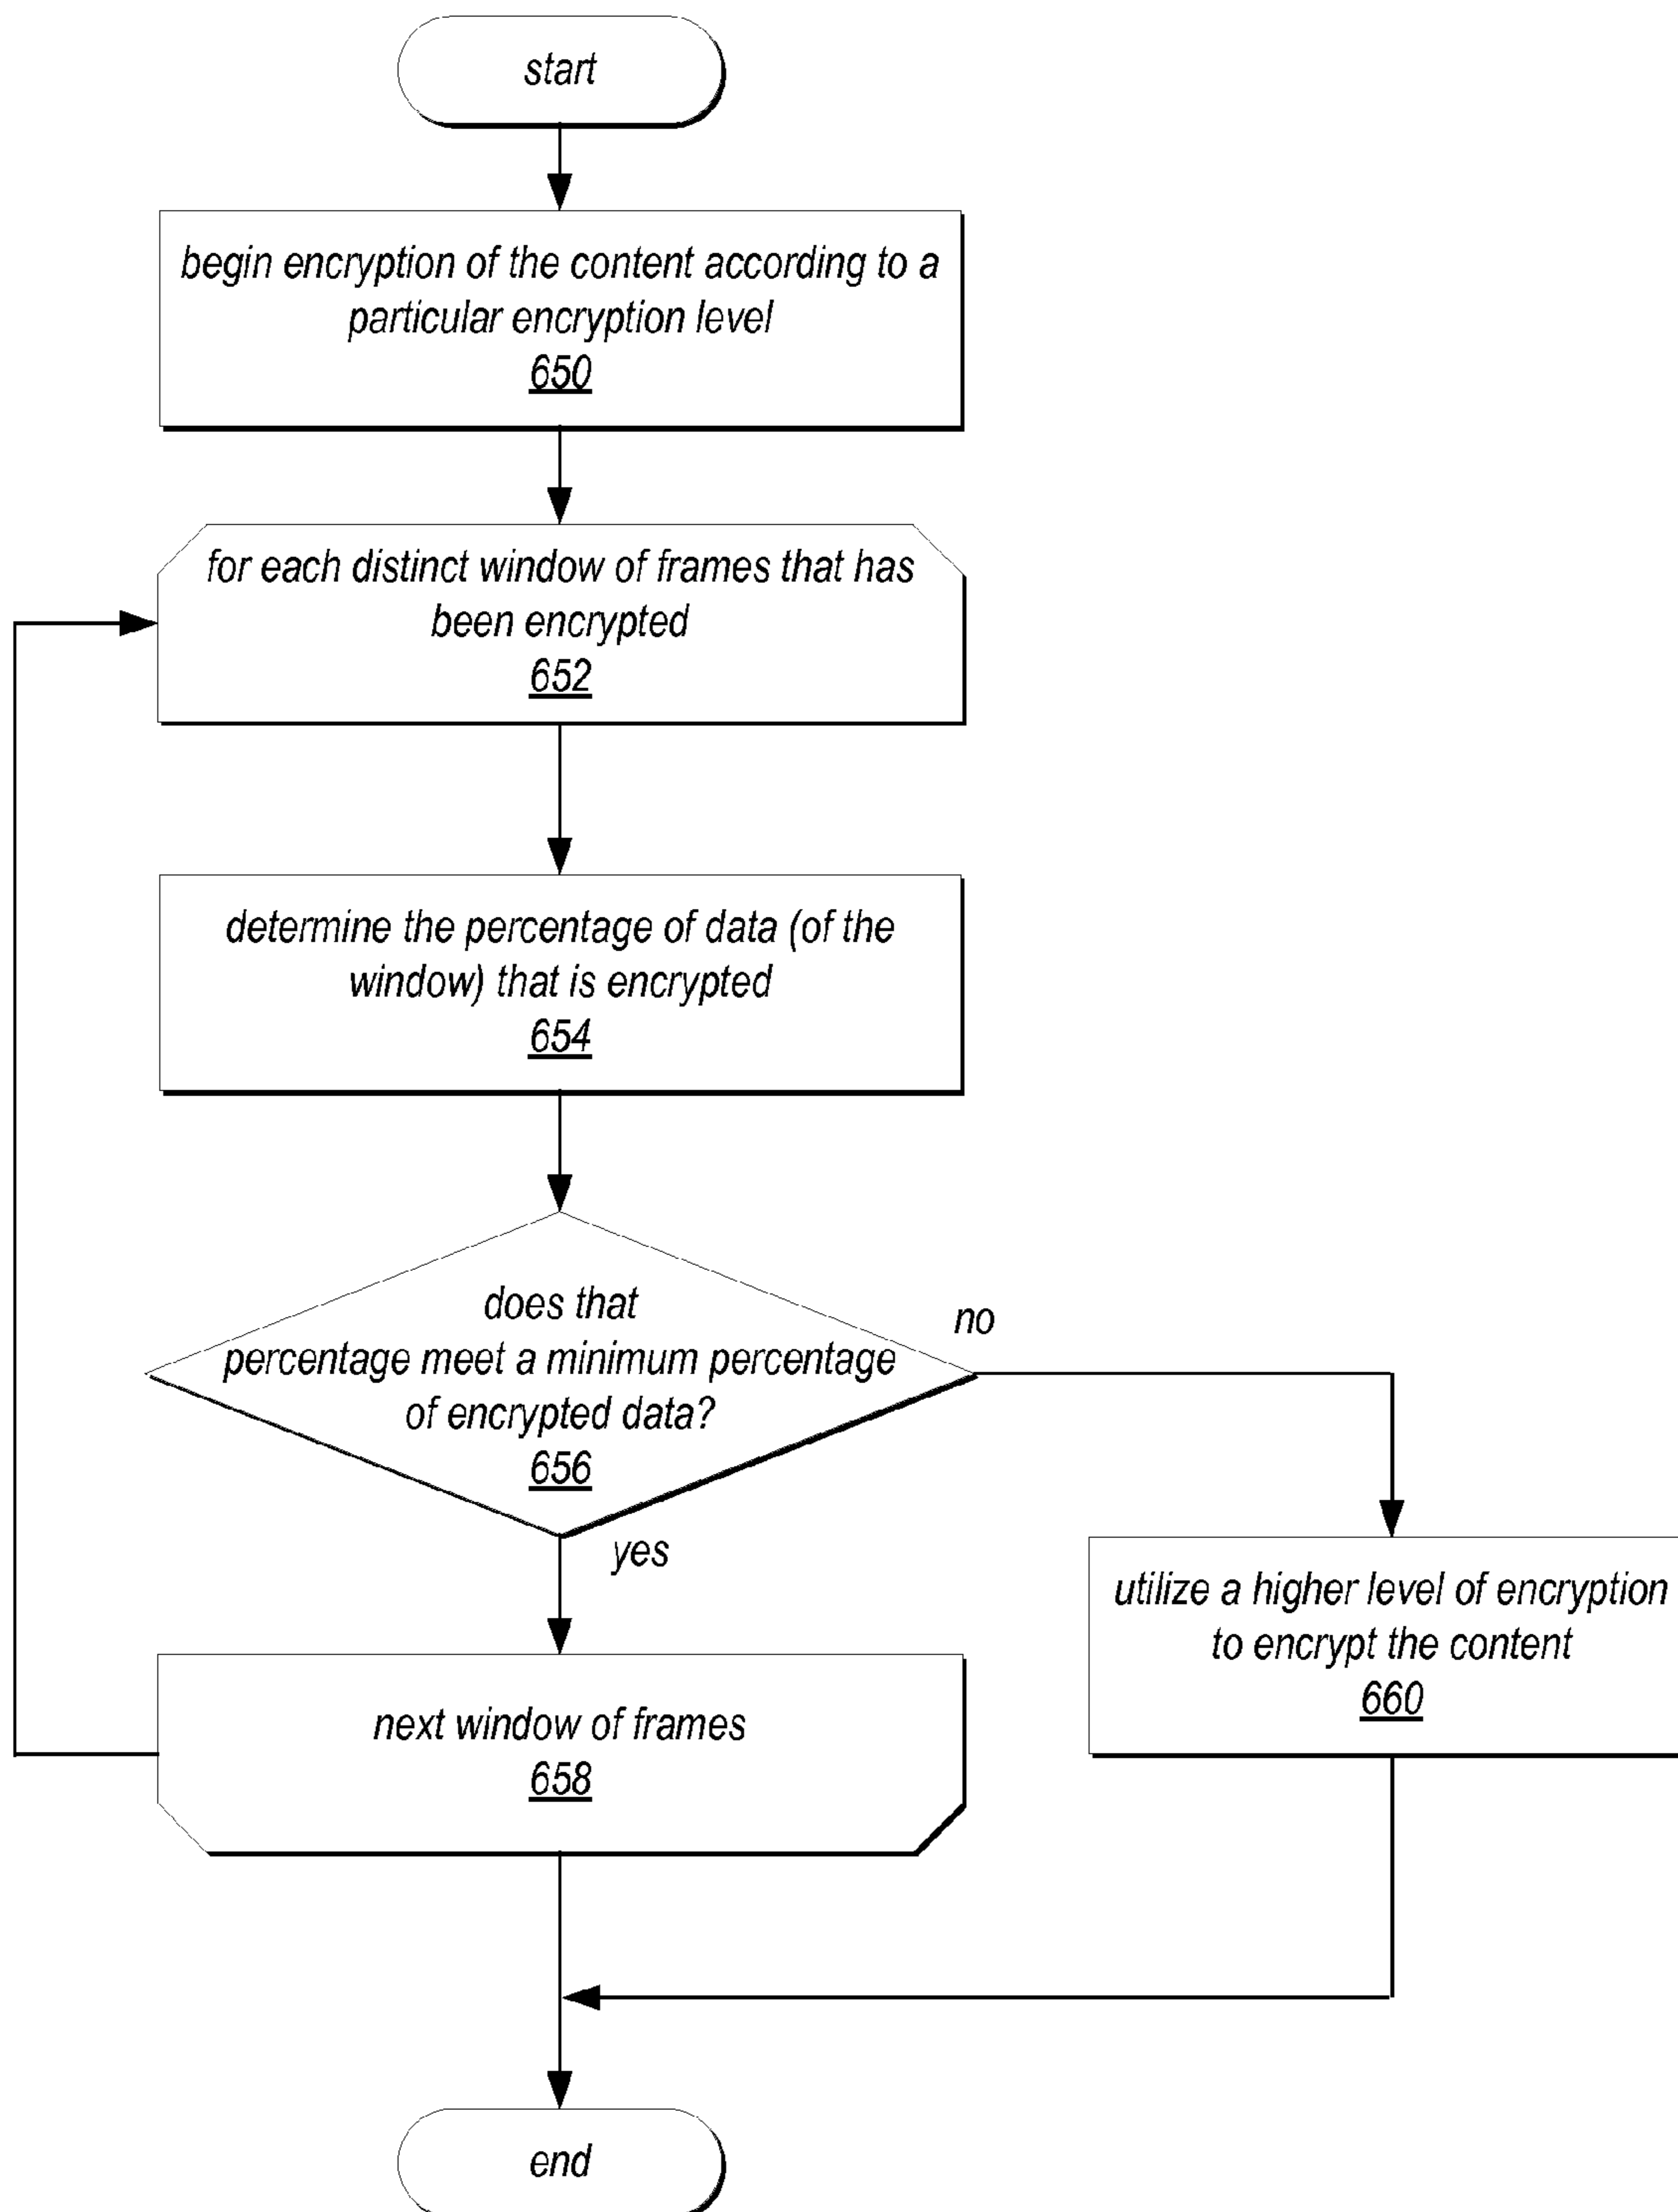 start
begin encryption of the content according to a
particular encryption level
650
for each distinct window of frames that has
been encrypted
652
determine the percentage of data (of the
window) that is encrypted
654
does that
percentage meet a minimum percentage
of encrypted data?
656
no
yes
utilize a higher level of encryption
to encrypt the content
660
next window of frames
658
end